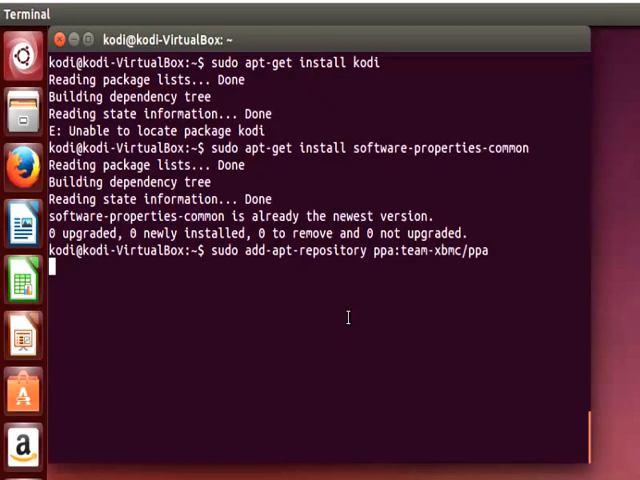 Terminal
kodi@kodi-VirtualBox: ~
kodi@kodi-VirtualBox:~$ sudo apt-get install kodi
Reading package lists... Done
Building dependency tree
Reading state information... Done
E: Unable to locate package kodi
kodi@kodi-VirtualBox:~$ sudo apt-get install software-properties-common
Reading package lists... Done
Building dependency tree
Reading state information... Done
software-properties-common is already the newest version.
0 upgraded, 0 newly installed, 0 to remove and 0 not upgraded.
kodi@kodi-VirtualBox:~$ sudo add-apt-repository ppa:team-xbmc/ppa